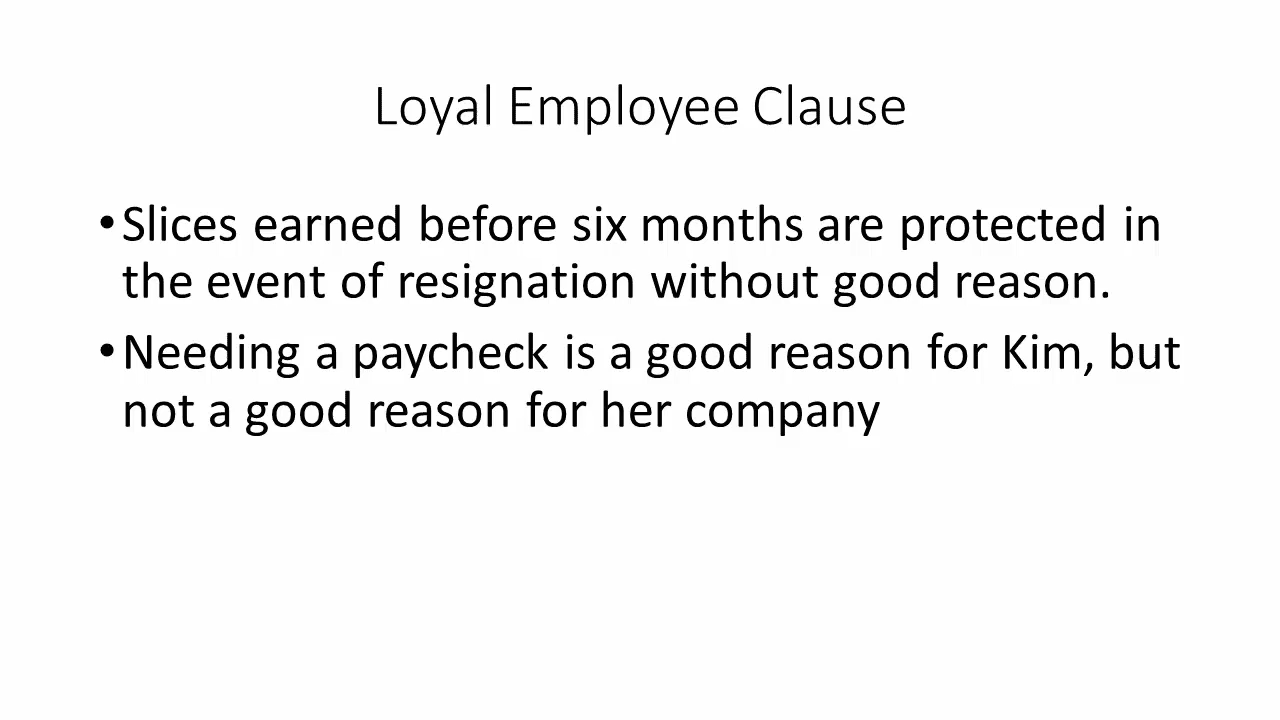 Loyal Employee Clause
•Slices earned before six months are protected in
the event of resignation without good reason.
•Needing a paycheck is a good reason for Kim, but
not a good reason for her company